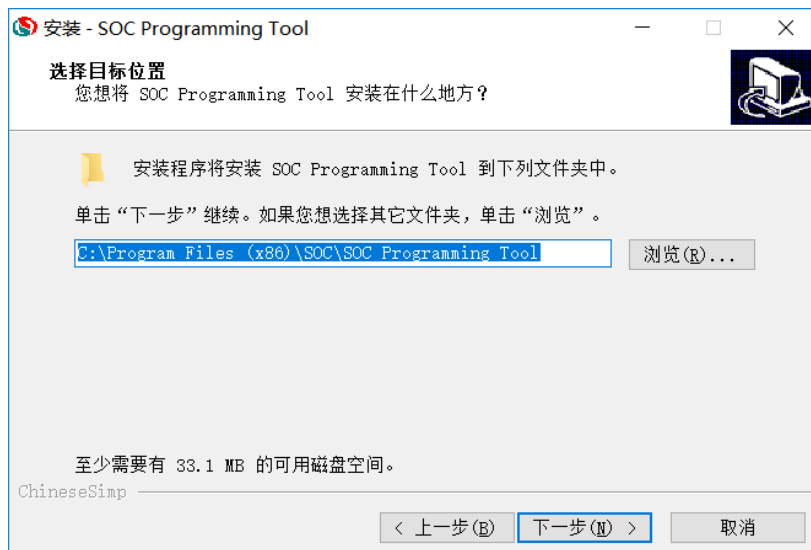 安装 - SOC Programming Tool
选择目标位置
您想将 SOC Programming Tool 安装在什么地方？
安装程序将安装 SOC Programming Tool 到下列文件夹中。
单击“下一步”继续。如果您想选择其它文件夹，单击“浏览”。
C:\Program Files (x86)\SOC\SOC Programming Tool
浏览(R)...
至少需要有 33.1 MB 的可用磁盘空间。
ChineseSimp
< 上一步(B)
下一步(N) >
取消